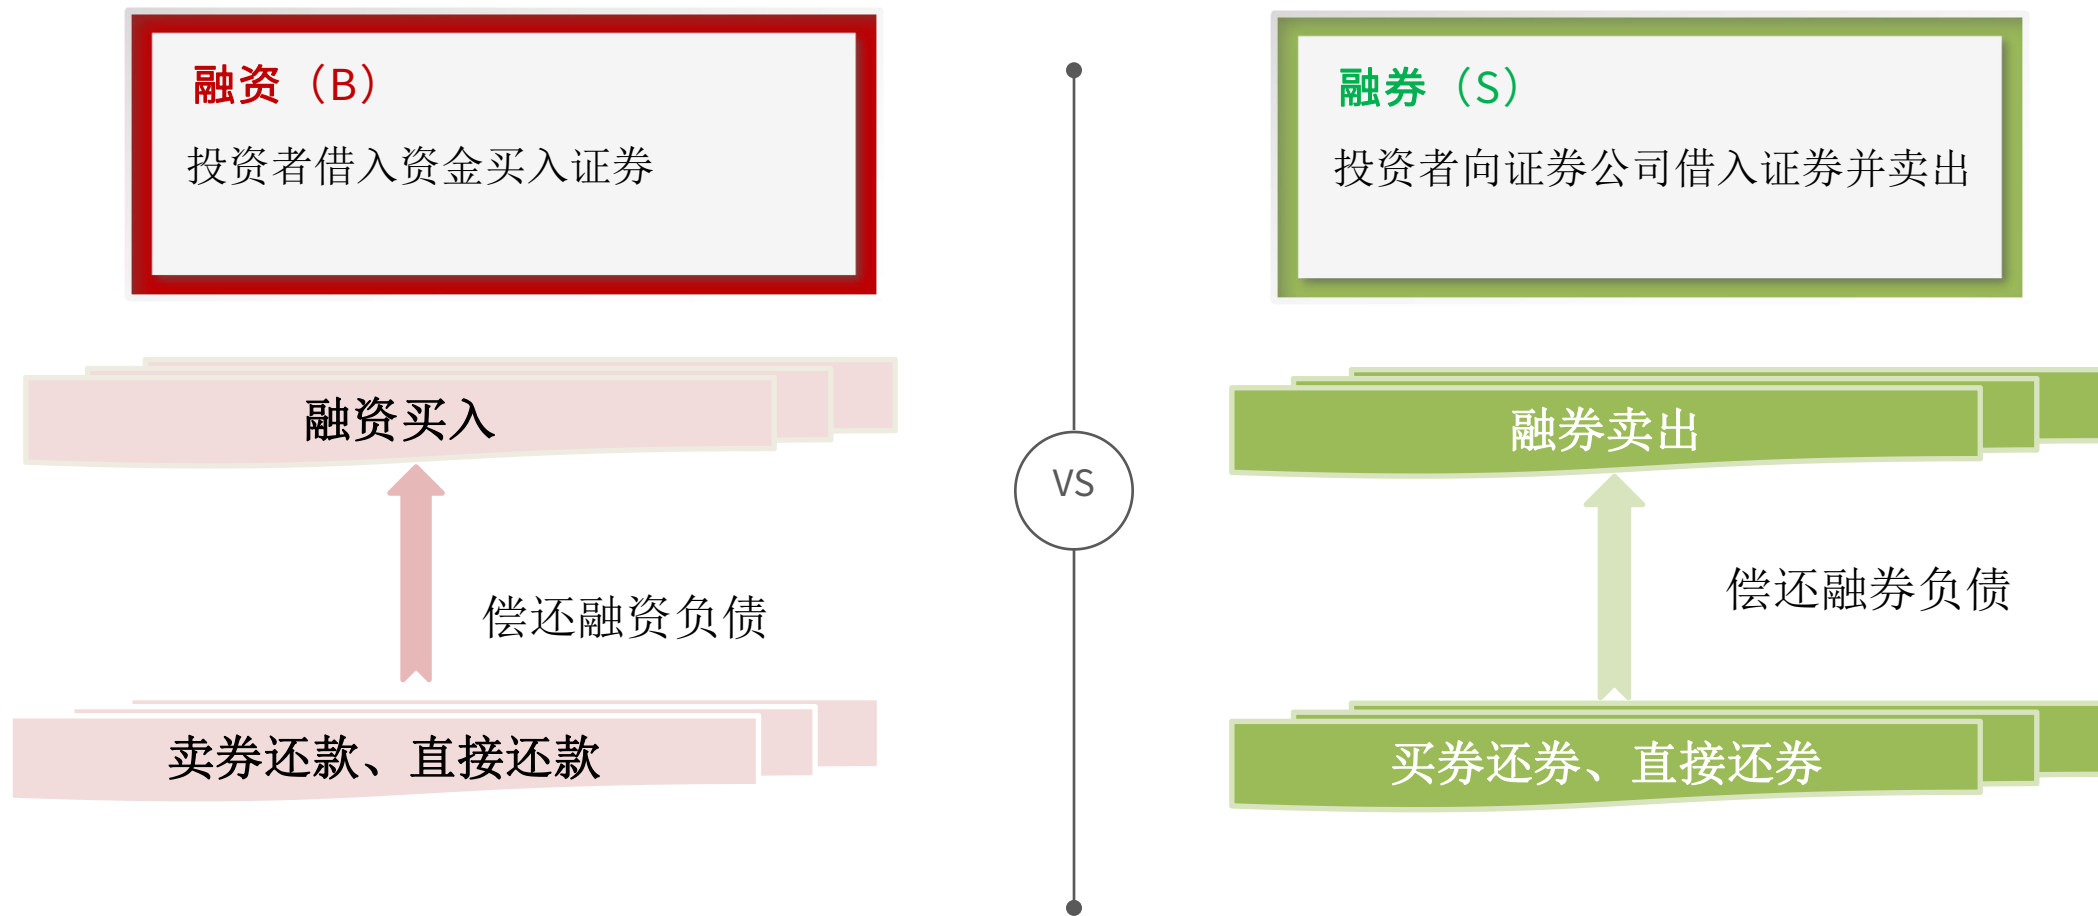 融资（B）
投资者借入资金买入证券
融资买入
偿还融资负债
卖券还款、直接还款
VS
融券（S）
投资者向证券公司借入证券并卖出
融券卖出
偿还融券负债
买券还券、直接还券